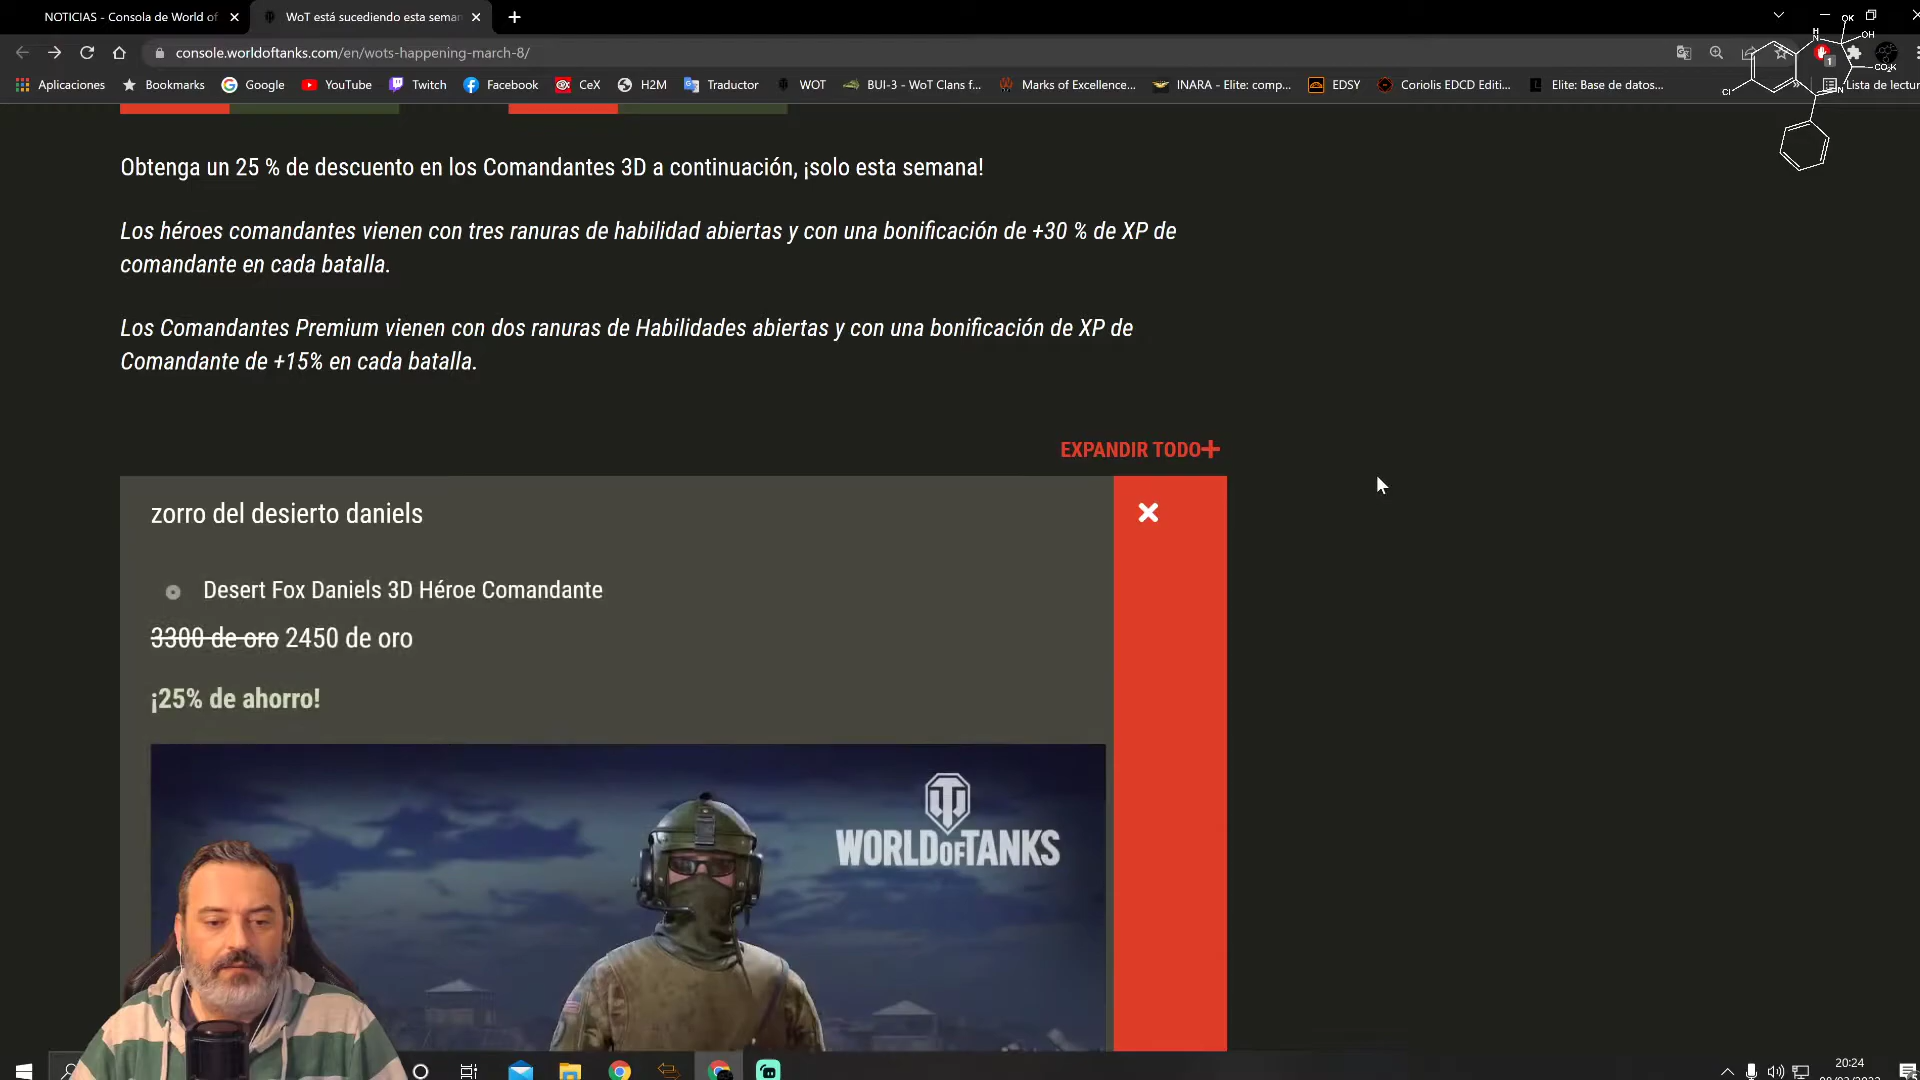 NOTICIAS - Consola de World of
WoT está sucediendo esta sema
console.worldoftanks.com/en/wots-happening-march-8/
Aplicaciones
Bookmarks
Google
YouTube
Twitch
Facebook
CeX
H2M
Traductor
WOT
BUI-3 - WoT Clans f...
Marks of Excellence...
INARA - Elite: comp...
EDSY
Coriolis EDCD Editi...
Elite: Base de datos...
Lista de lectur
OK
OH
H
N
CO₂K
Cl
N
1
Obtenga un 25 % de descuento en los Comandantes 3D a continuación, ¡solo esta semana!
Los héroes comandantes vienen con tres ranuras de habilidad abiertas y con una bonificación de +30 % de XP de
comandante en cada batalla.
Los Comandantes Premium vienen con dos ranuras de Habilidades abiertas y con una bonificación de XP de
Comandante de +15% en cada batalla.
EXPANDIR TODO+
zorro del desierto daniels
Desert Fox Daniels 3D Héroe Comandante
3300 de oro 2450 de oro
¡25% de ahorro!
WORLD OF TANKS
20:24